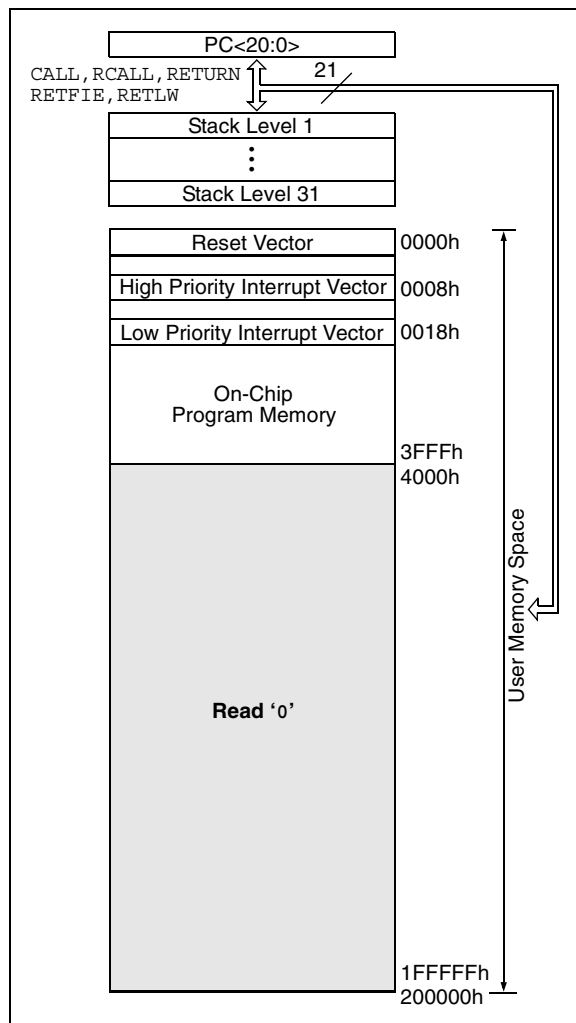 PC<20:0>
CALL,RCALL,RETURN
RETFIE,RETLW
21
Stack Level 1
Stack Level 31
Reset Vector
0000h
High Priority Interrupt Vector
0008h
Low Priority Interrupt Vector
0018h
On-Chip
Program Memory
3FFFh
4000h
User Memory Space
Read ‘0’
1FFFFFh
200000h